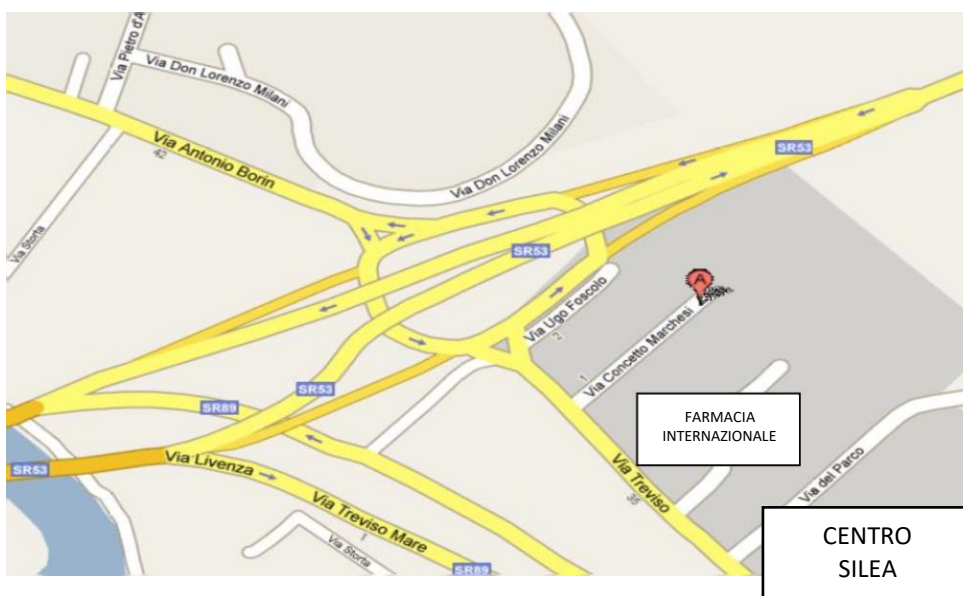 Via Pietro d'A
Via Don Lorenzo Milani
Via Antonio Borin
42
Via Don Lorenzo Milani
SR53
Via Storta
SR53
A
Via Ugo Foscolo
2
Via Concetto Marchesi
1
SR53
SR89
FARMACIA
INTERNAZIONALE
SR53
Via Livenza
Via Treviso
35
Via del Parco
Via Treviso Mare
1
Via Storta
SR89
CENTRO
SILEA